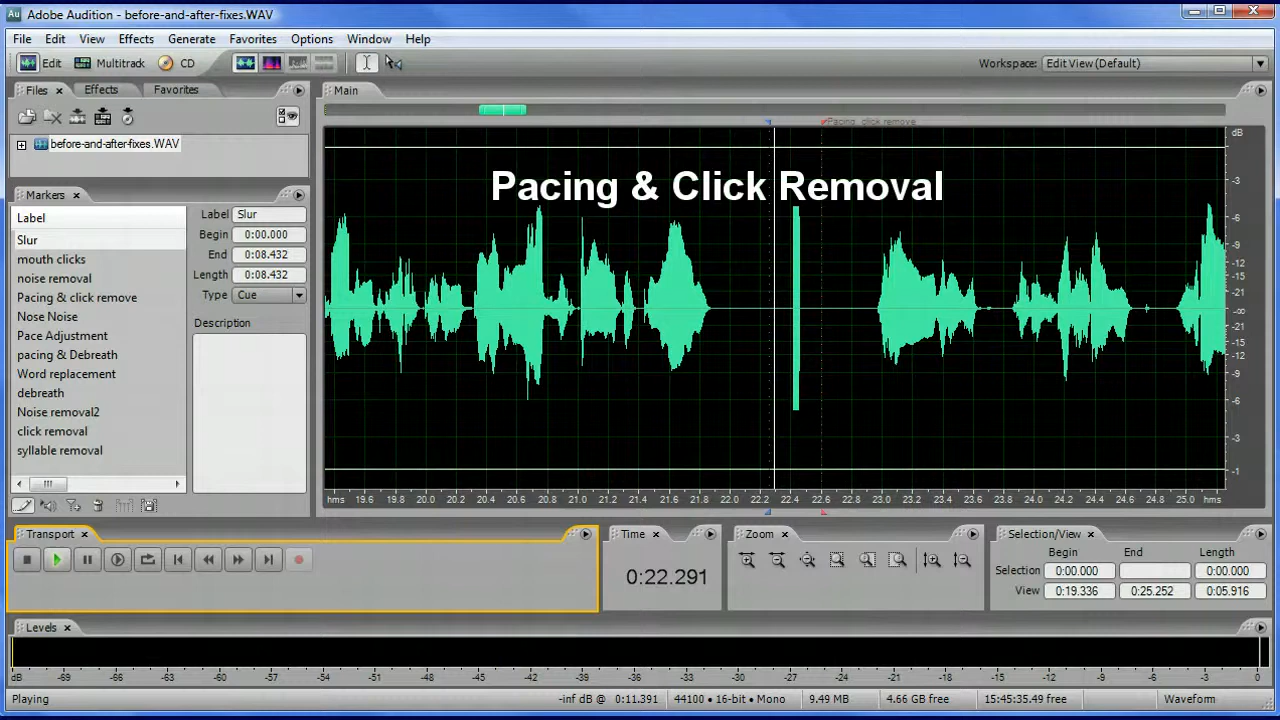 Au Adobe Audition - before-and-after-fixes.WAV
File Edit View Effects Generate Favorites Options Window Help
Edit Multitrack CD Workspace: Edit View (Default)
Files Effects Favorites Main
Pacing click remove
before-and-after-fixes.WAV
dB
Pacing & Click Removal
Markers
Label
Slur
mouth clicks
noise removal
Pacing & click remove
Nose Noise
Pace Adjustment
pacing & Debreath
Word replacement
debreath
Noise removal2
click removal
syllable removal
Label Slur
Begin 0:00.000
End 0:08.432
Length 0:08.432
Type Cue
Description
-3
-6
-9
-12
-15
-21
-∞
-21
-15
-12
-9
-6
-3
-1
hms 19.6 19.8 20.0 20.2 20.4 20.6 20.8 21.0 21.2 21.4 21.6 21.8 22.0 22.2 22.4 22.6 22.8 23.0 23.2 23.4 23.6 23.8 24.0 24.2 24.4 24.6 24.8 25.0 hms
Transport Time Zoom Selection/View
0:22.291
Begin End Length
Selection 0:00.000 0:00.000
View 0:19.336 0:25.252 0:05.916
Levels
dB -69 -66 -63 -60 -57 -54 -51 -48 -45 -42 -39 -36 -33 -30 -27 -24 -21 -18 -15 -12 -9 -6 -3 0
Playing -inf dB @ 0:11.391 44100 • 16-bit • Mono 9.49 MB 4.66 GB free 15:45:35.49 free Waveform